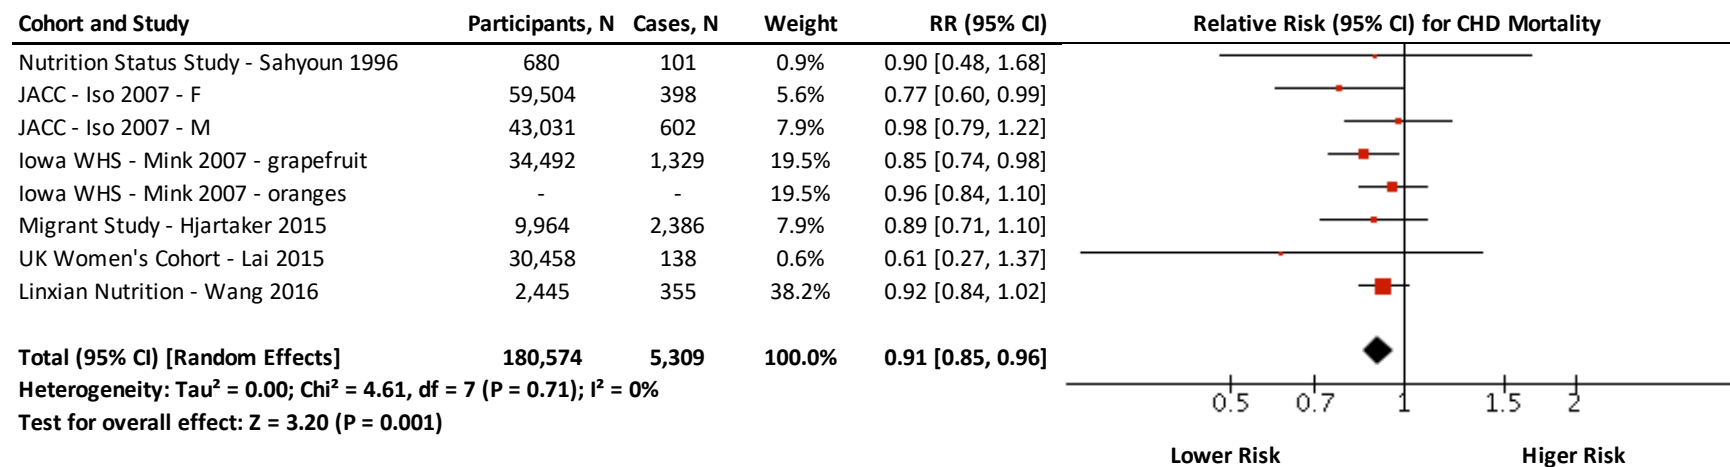 Cohort and Study Participants, N Cases, N Weight RR (95% CI) Relative Risk (95% CI) for CHD Mortality
Nutrition Status Study - Sahyoun 1996 680 101 0.9% 0.90 [0.48, 1.68]
JACC - Iso 2007 - F 59,504 398 5.6% 0.77 [0.60, 0.99]
JACC - Iso 2007 - M 43,031 602 7.9% 0.98 [0.79, 1.22]
Iowa WHS - Mink 2007 - grapefruit 34,492 1,329 19.5% 0.85 [0.74, 0.98]
Iowa WHS - Mink 2007 - oranges - - 19.5% 0.96 [0.84, 1.10]
Migrant Study - Hjartaker 2015 9,964 2,386 7.9% 0.89 [0.71, 1.10]
UK Women's Cohort - Lai 2015 30,458 138 0.6% 0.61 [0.27, 1.37]
Linxian Nutrition - Wang 2016 2,445 355 38.2% 0.92 [0.84, 1.02]
Total (95% CI) [Random Effects] 180,574 5,309 100.0% 0.91 [0.85, 0.96]
Heterogeneity: Tau² = 0.00; Chi² = 4.61, df = 7 (P = 0.71); I² = 0%
0.5 0.7 1 1.5 2
Test for overall effect: Z = 3.20 (P = 0.001)
Lower Risk Higer Risk